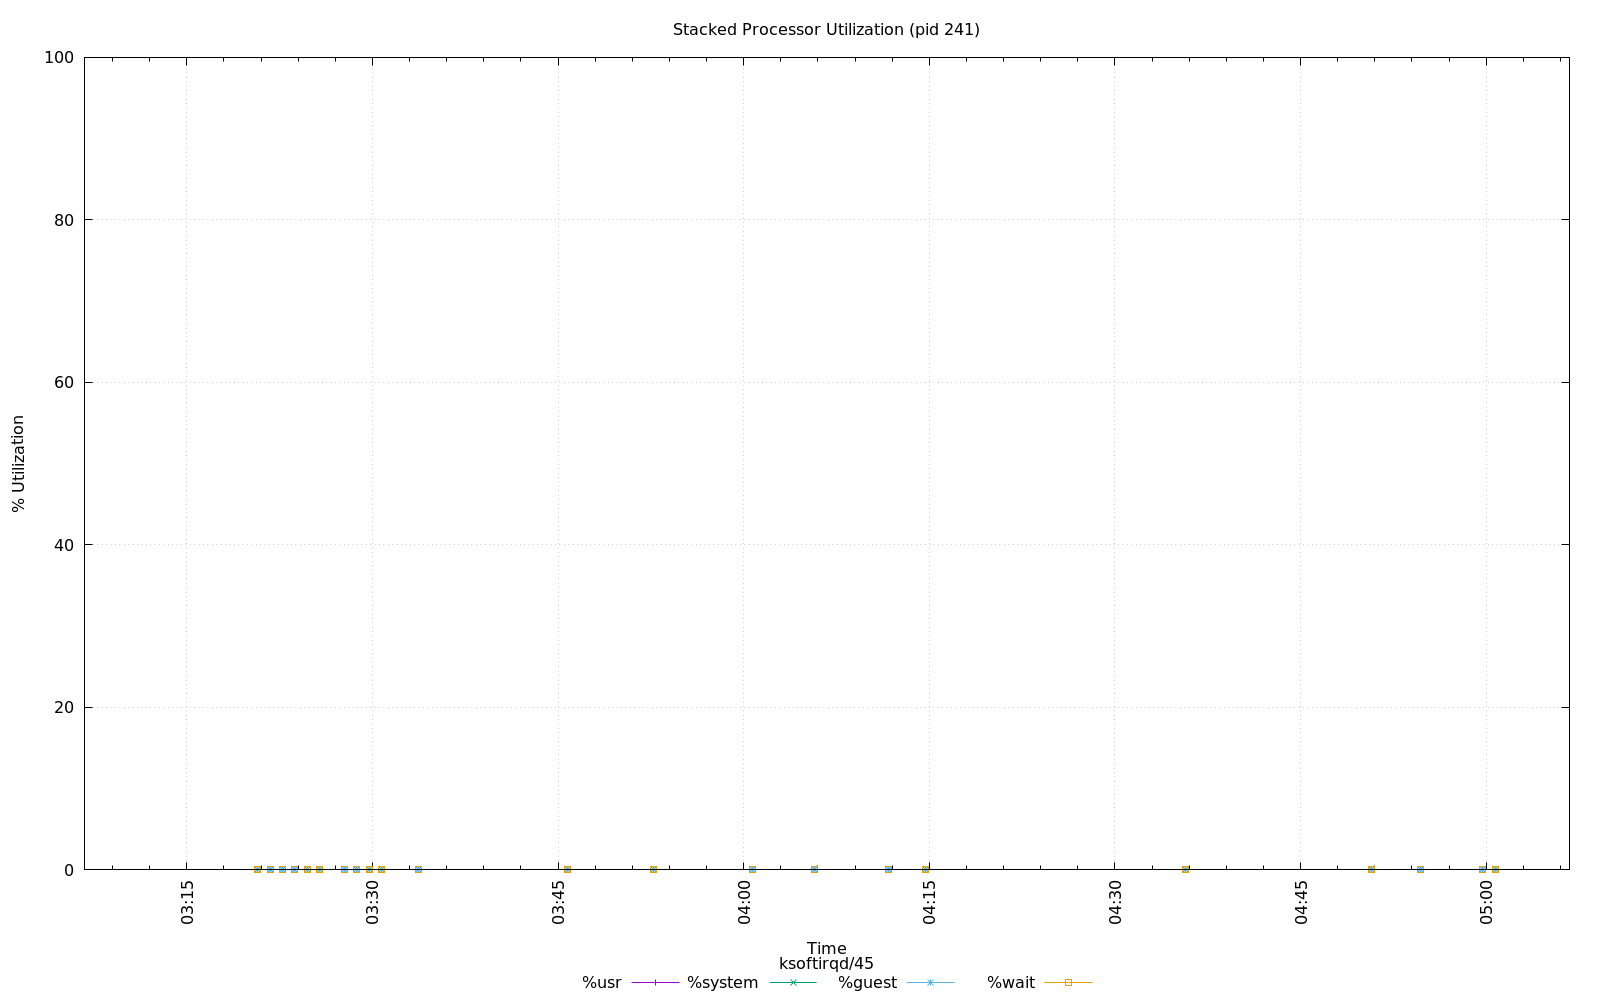 Stacked Processor Utilization (pid 241)
100
80
60
40
20
0
% Utilization
03:15
03:30
03:45
04:00
04:15
04:30
04:45
05:00
Time
ksoftirqd/45
%usr
%system
%guest
%wait